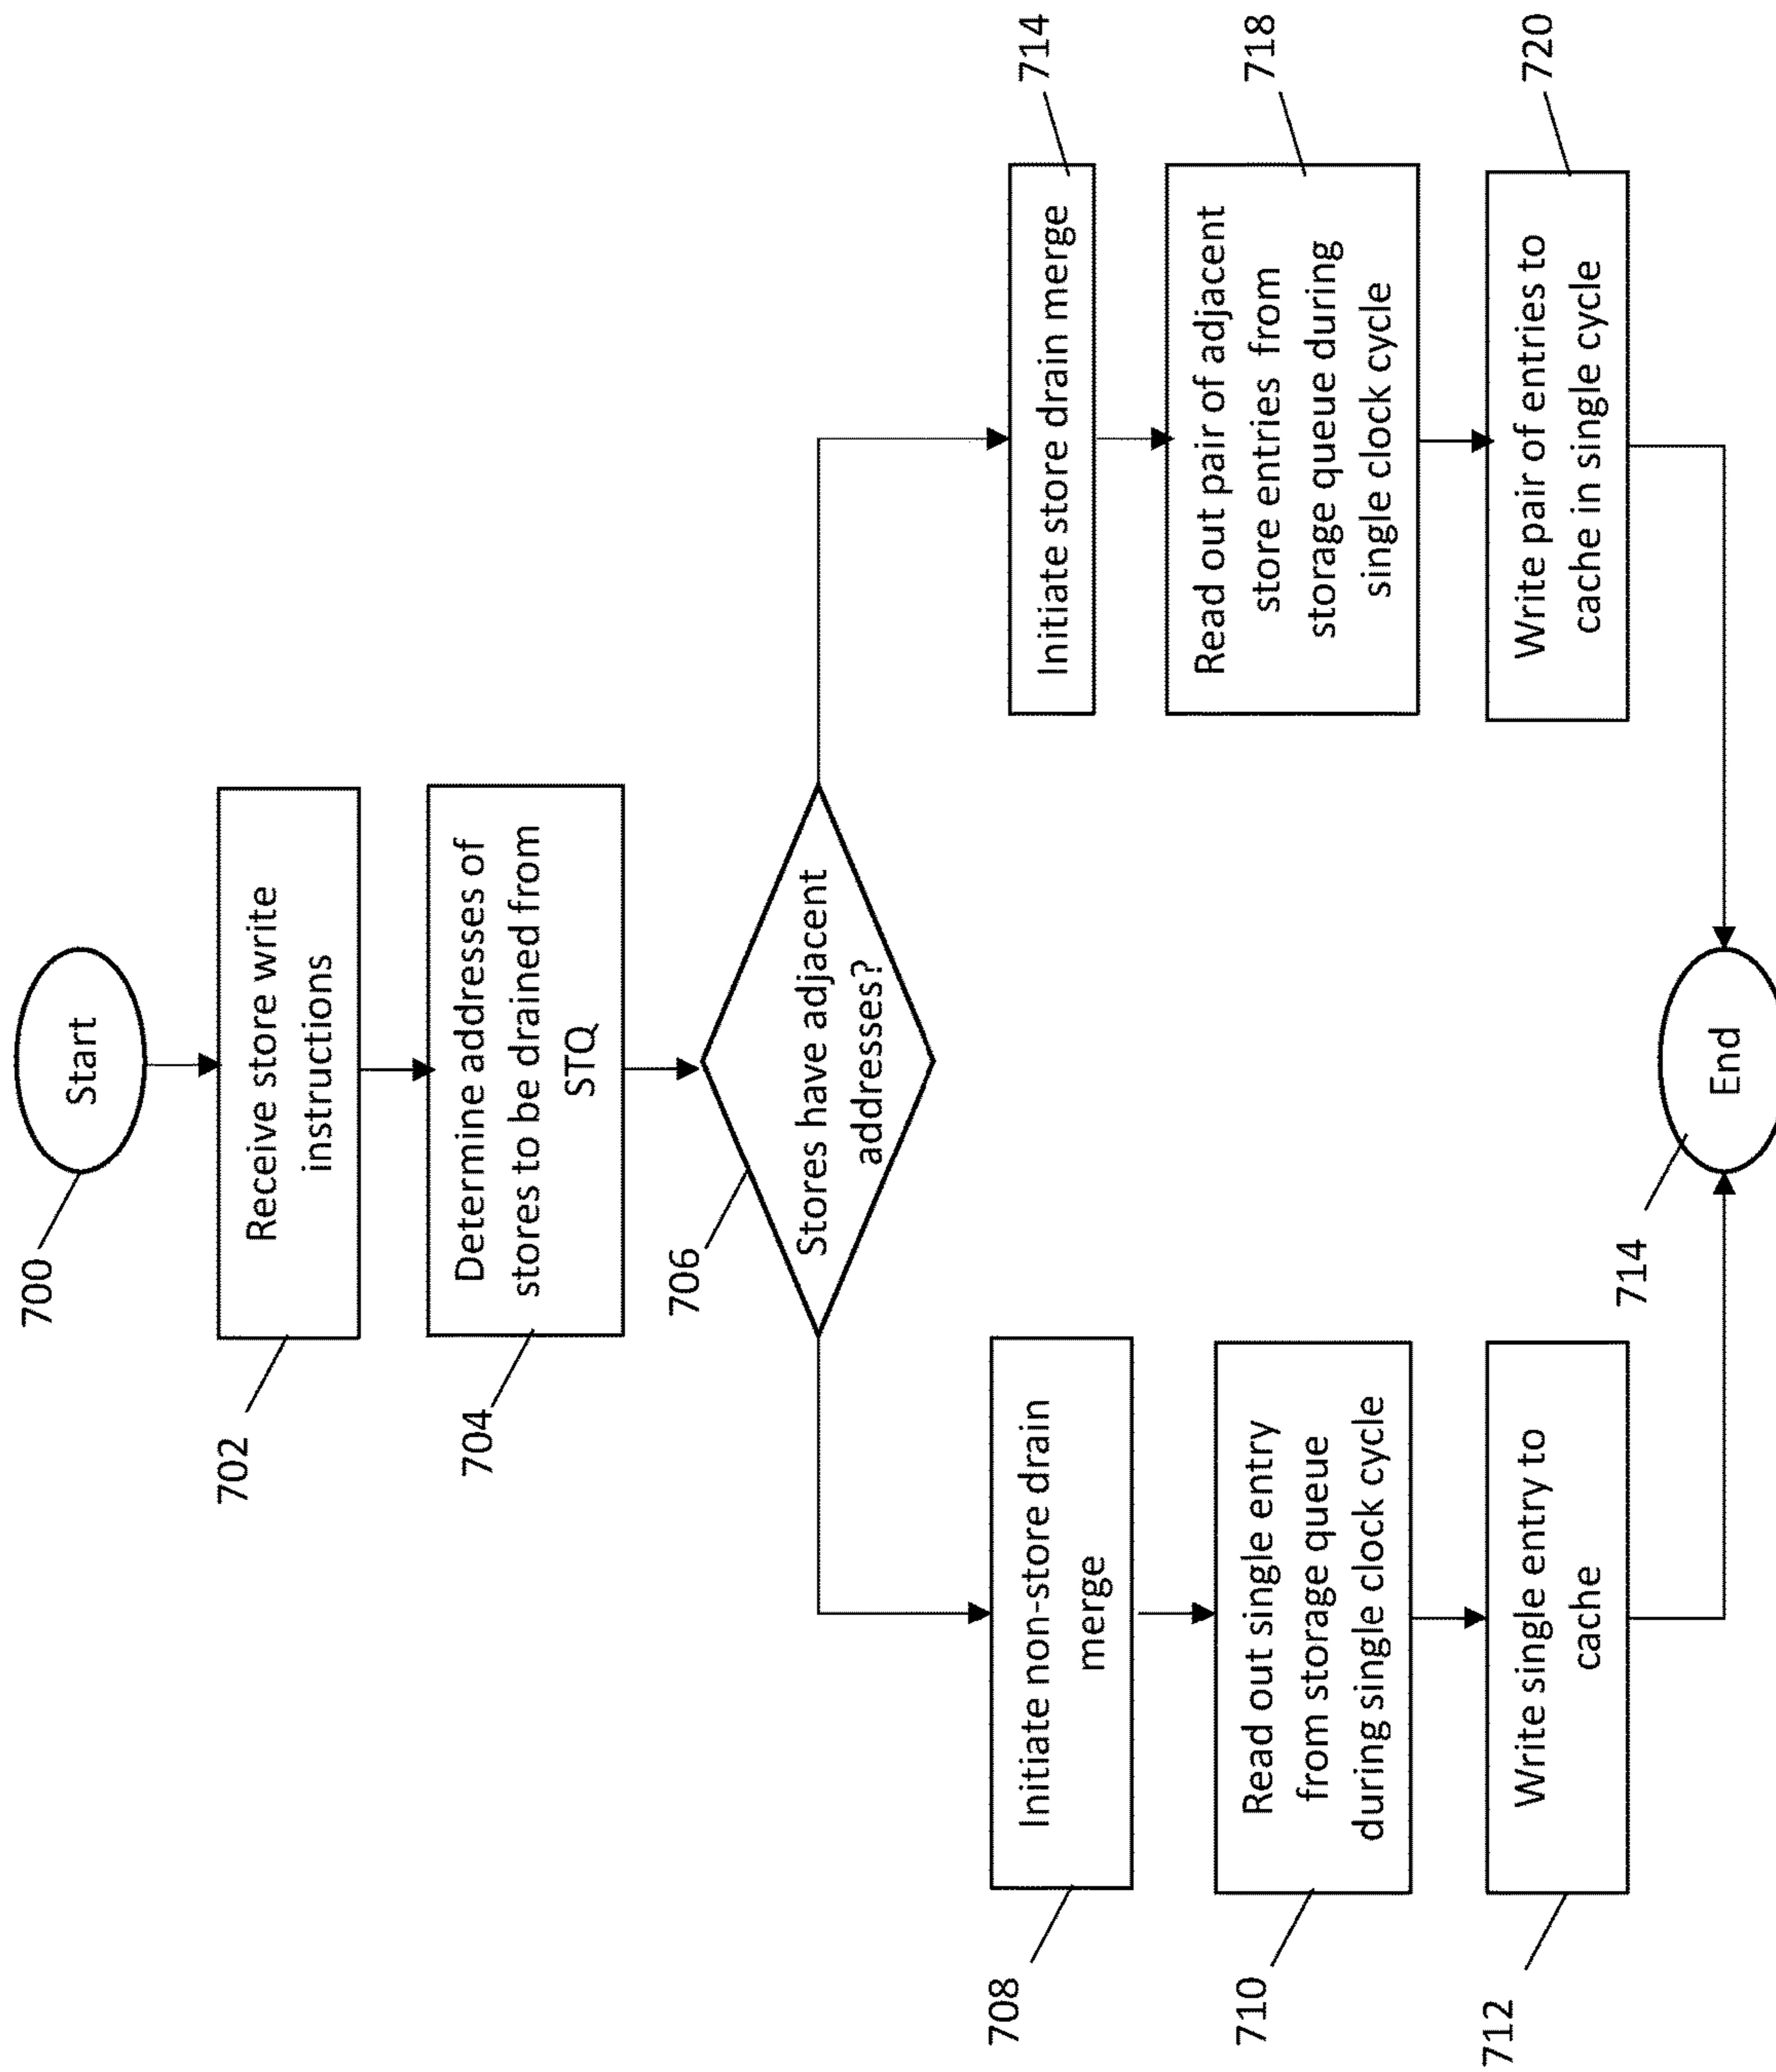 700
Start
702
Receive store write
instructions
704
Determine addresses of
stores to be drained from
STQ
706
Stores have adjacent
addresses?
708
Initiate non-store drain
merge
710
Read out single entry
from storage queue
during single clock cycle
712
Write single entry to
cache
714
Initiate store drain merge
718
Read out pair of adjacent
store entries from
storage queue during
single clock cycle
720
Write pair of entries to
cache in single cycle
714
End